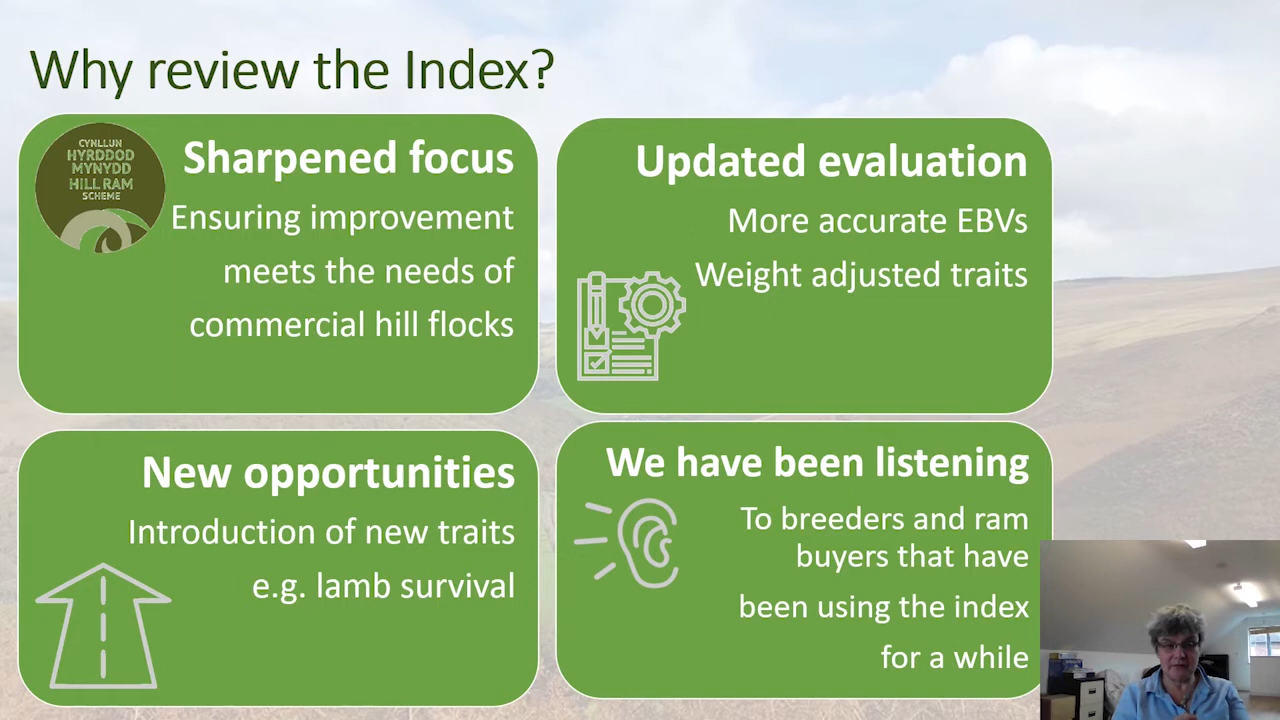 Why review the Index?
CYNLLUN
HYRDDOD
MYNYDD
HILL RAM
SCHEME
Sharpened focus
Ensuring improvement
meets the needs of
commercial hill flocks
Updated evaluation
More accurate EBVs
Weight adjusted traits
New opportunities
Introduction of new traits
e.g. lamb survival
We have been listening
To breeders and ram
buyers that have
been using the index
for a while